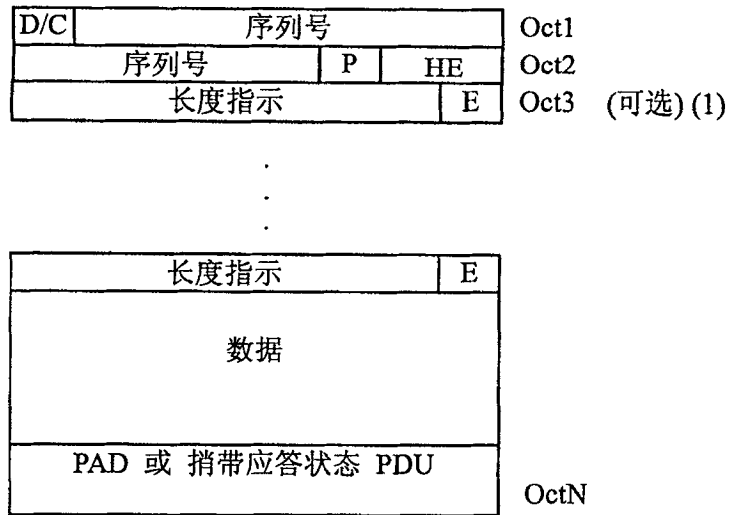 D/C 序列号 Oct1
序列号 P HE Oct2
长度指示 E Oct3 (可选) (1)
长度指示 E
数据
PAD 或 捎带应答状态 PDU
OctN